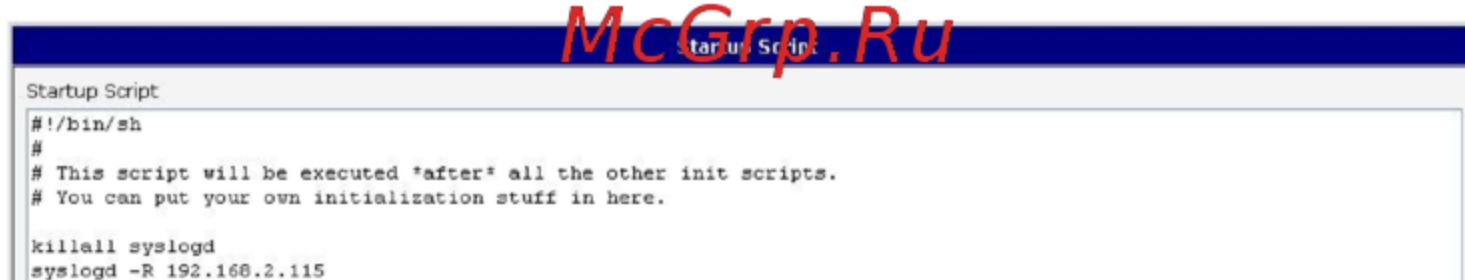 McGrp.Ru
Startup Script
Startup Script
#!/bin/sh
#
# This script will be executed *after* all the other init scripts.
# You can put your own initialization stuff in here.
killall syslogd
syslogd -R 192.168.2.115